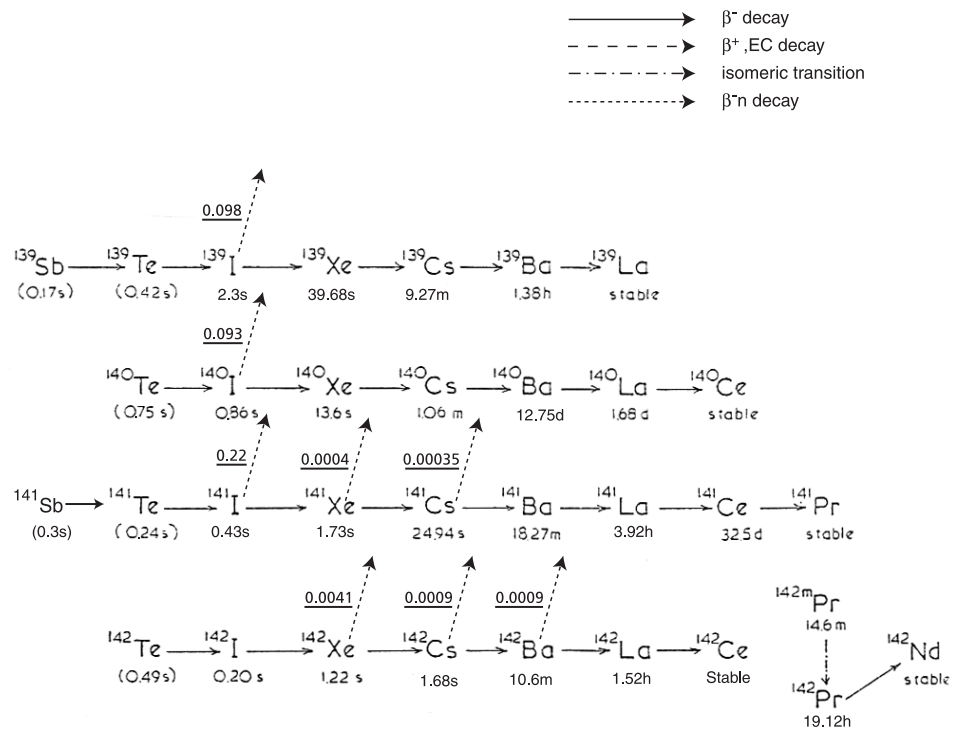 β⁻ decay
β⁺ ,EC decay
isomeric transition
β⁻n decay
0.098
¹³⁹Sb ¹³⁹Te ¹³⁹I ¹³⁹Xe ¹³⁹Cs ¹³⁹Ba ¹³⁹La
(0.17s) (0.42s) 2.3s 39.68s 9.27m 1.38h stable
0.093
¹⁴⁰Te ¹⁴⁰I ¹⁴⁰Xe ¹⁴⁰Cs ¹⁴⁰Ba ¹⁴⁰La ¹⁴⁰Ce
(0.75 s) 0.86s 13.6s 1.06 m 12.75d 1.68 d stable
0.22 0.0004 0.00035
¹⁴¹Sb ¹⁴¹Te ¹⁴¹I ¹⁴¹Xe ¹⁴¹Cs ¹⁴¹Ba ¹⁴¹La ¹⁴¹Ce ¹⁴¹Pr
(0.3s) (0.24s) 0.43s 1.73s 24.94 s 18.27m 3.92h 32.5 d stable
0.0041 0.0009 0.0009
¹⁴²ᵐPr
14.6 m
¹⁴²Te ¹⁴²I ¹⁴²Xe ¹⁴²Cs ¹⁴²Ba ¹⁴²La ¹⁴²Ce ¹⁴²Nd
(0.49s) 0.20 s 1.22 s 1.68s 10.6m 1.52h Stable stable
¹⁴²Pr
19.12h